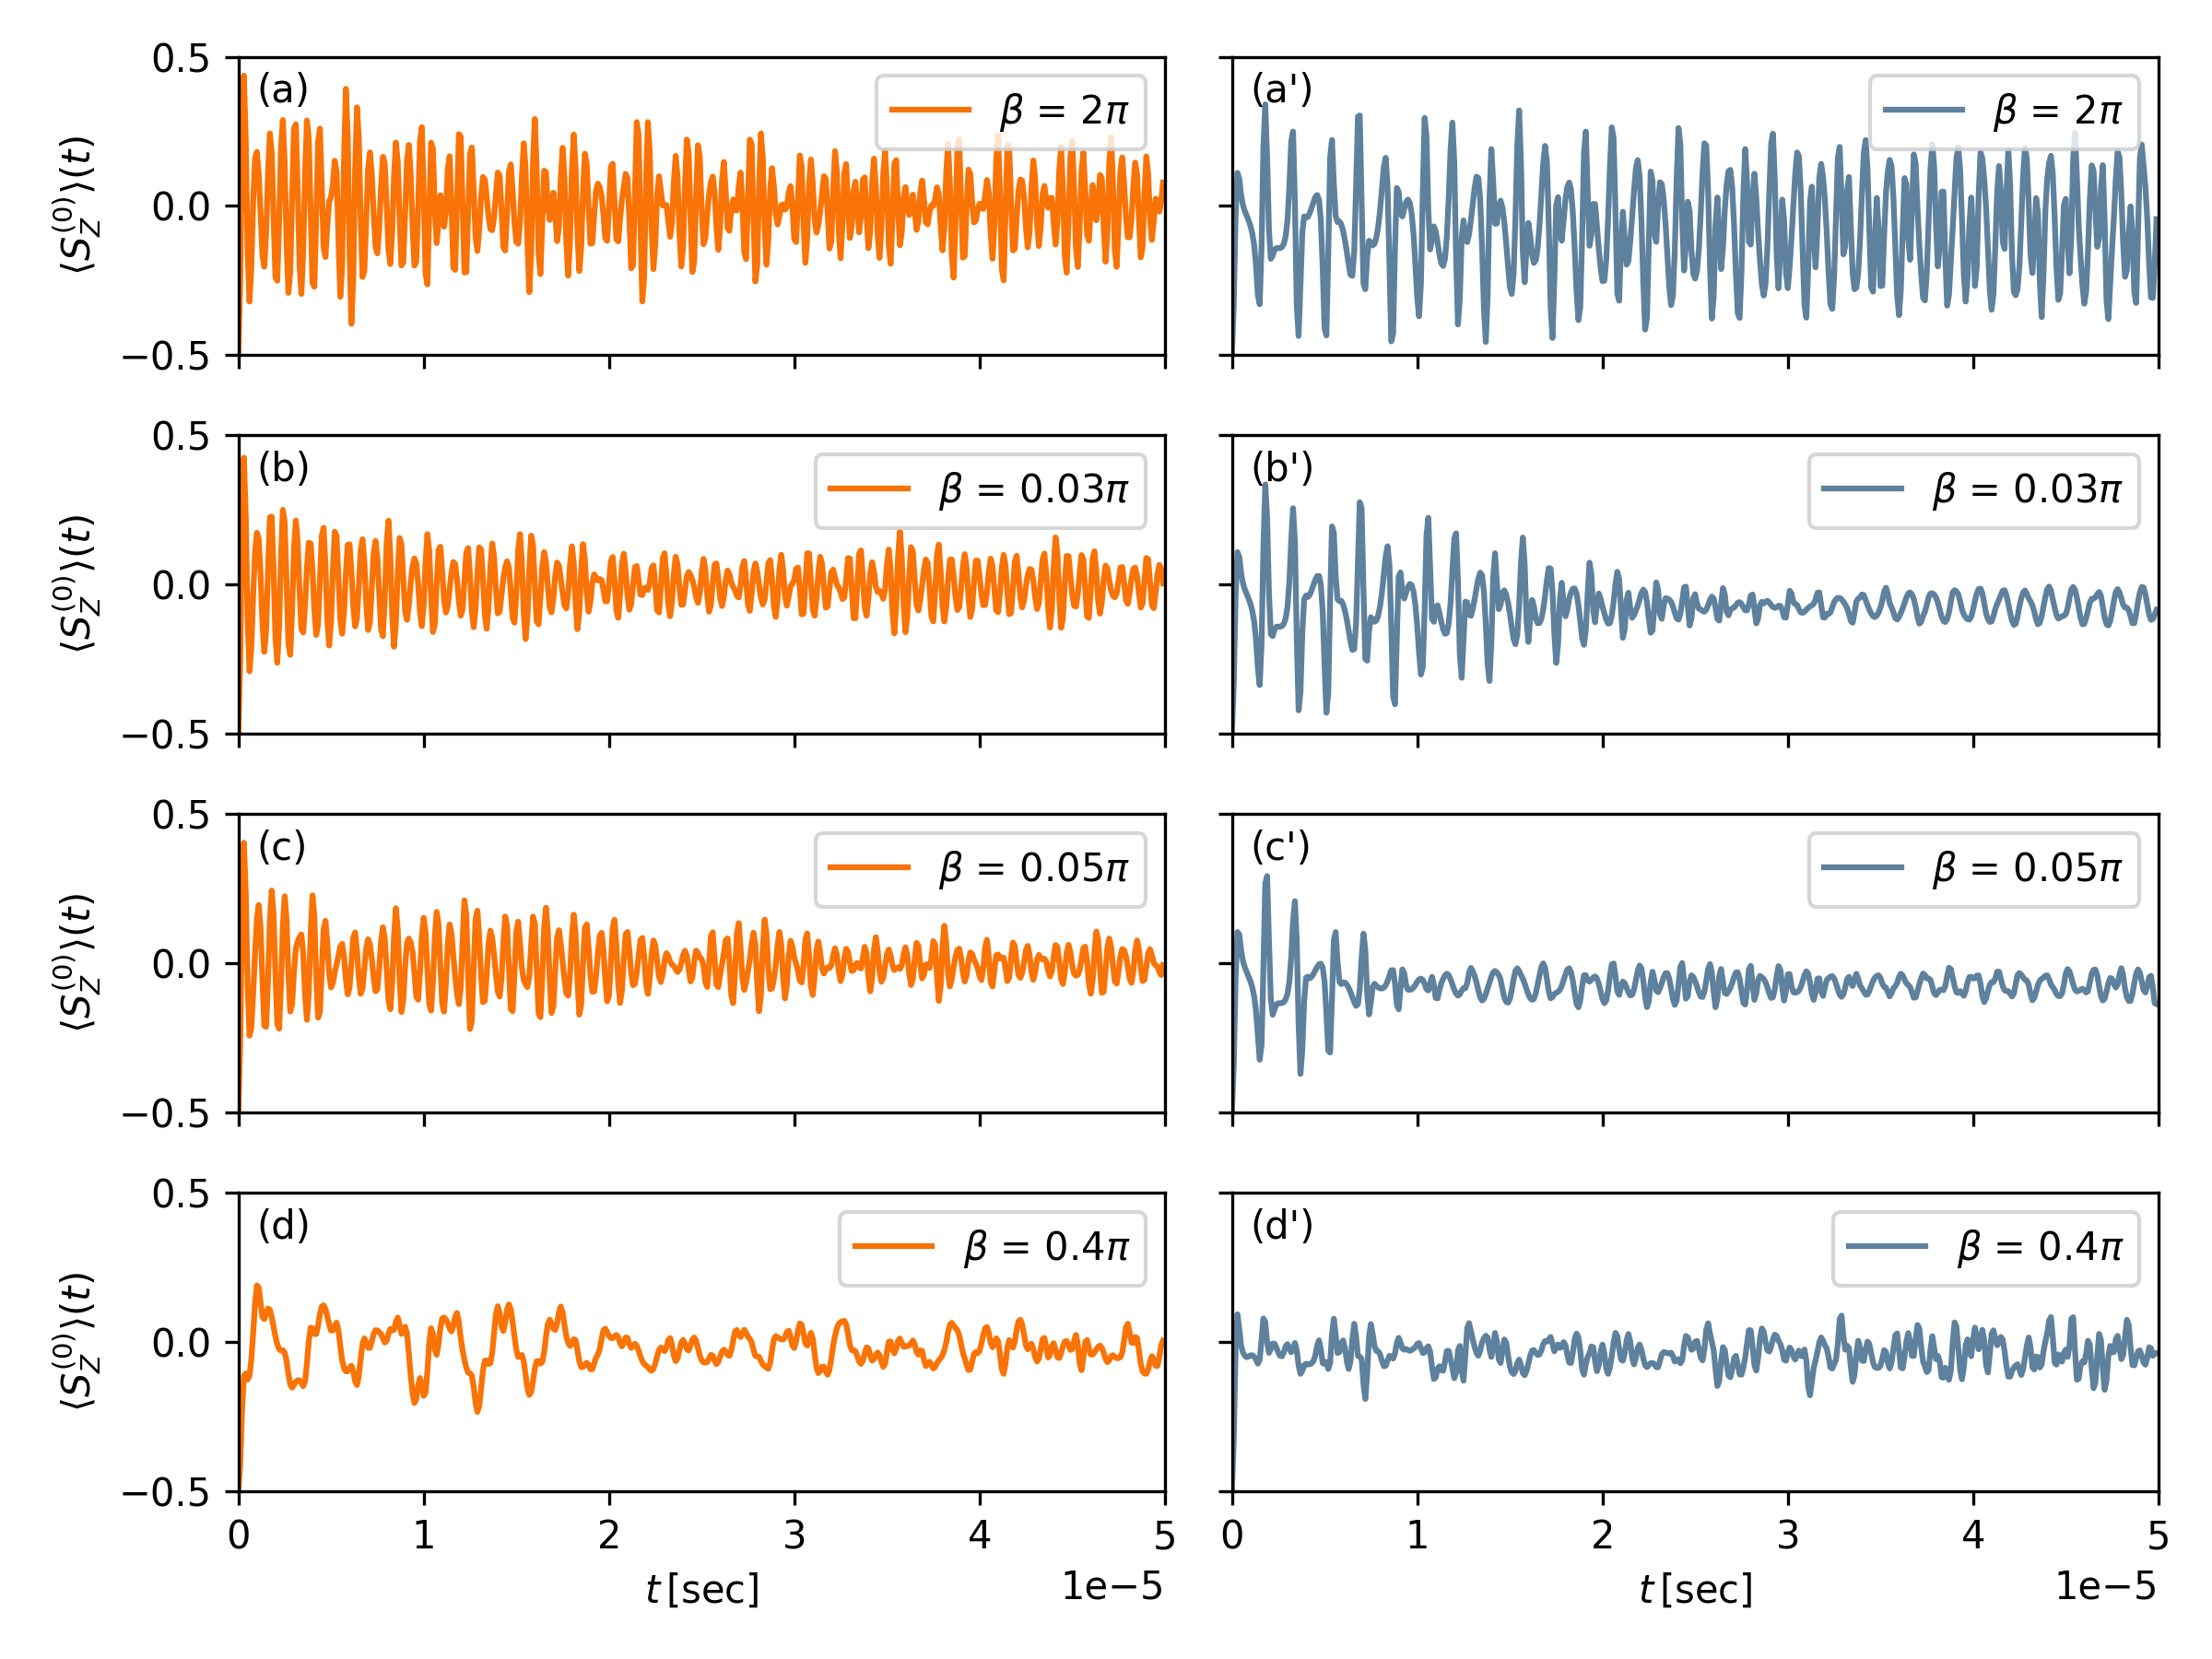 0.5
(a)
β = 2π
(a')
β = 2π
⟨S_Z^(0)⟩(t)
0.0
−0.5
0.5
(b)
β = 0.03π
(b')
β = 0.03π
⟨S_Z^(0)⟩(t)
0.0
−0.5
0.5
(c)
β = 0.05π
(c')
β = 0.05π
⟨S_Z^(0)⟩(t)
0.0
−0.5
0.5
(d)
β = 0.4π
(d')
β = 0.4π
⟨S_Z^(0)⟩(t)
0.0
−0.5
0 1 2 3 4 5
0 1 2 3 4 5
t [sec]
1e−5
t [sec]
1e−5